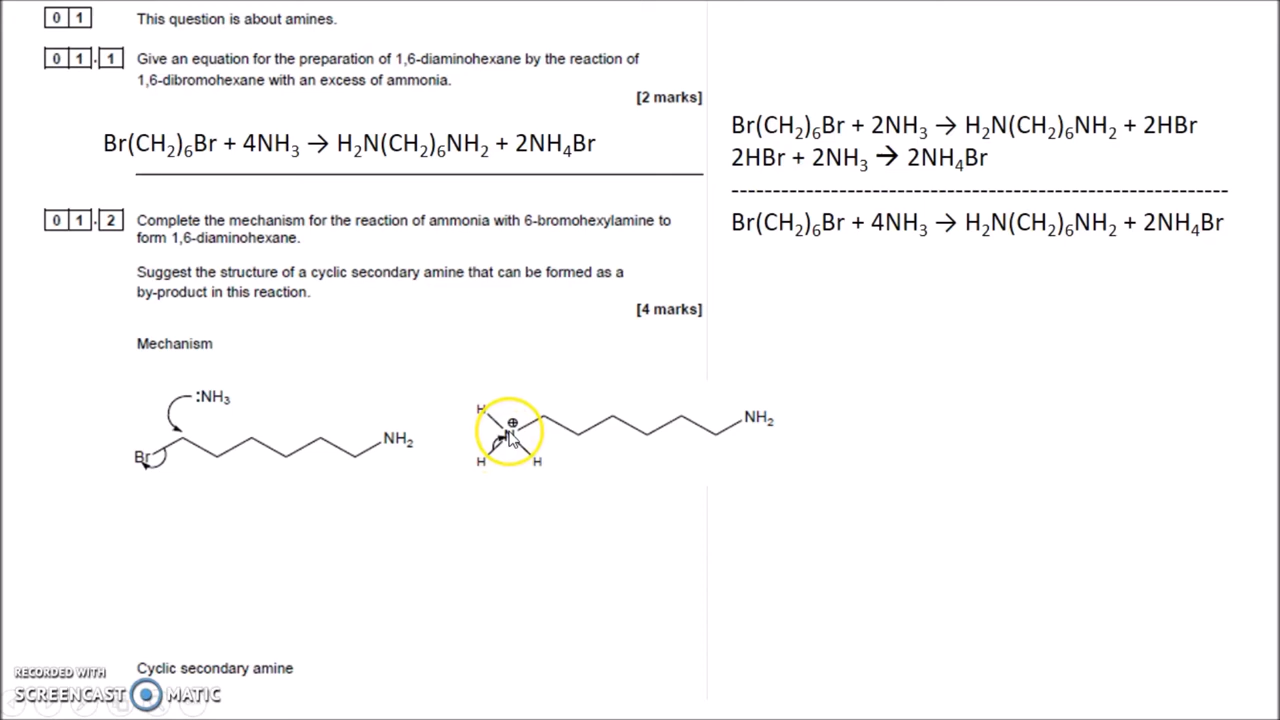 0 1 This question is about amines.
0 1 . 1 Give an equation for the preparation of 1,6-diaminohexane by the reaction of
1,6-dibromohexane with an excess of ammonia.
[2 marks]
Br(CH₂)₆Br + 4NH₃ → H₂N(CH₂)₆NH₂ + 2NH₄Br
Br(CH₂)₆Br + 2NH₃ → H₂N(CH₂)₆NH₂ + 2HBr
2HBr + 2NH₃ → 2NH₄Br
------------------------------------------------------------
Br(CH₂)₆Br + 4NH₃ → H₂N(CH₂)₆NH₂ + 2NH₄Br
0 1 . 2 Complete the mechanism for the reaction of ammonia with 6-bromohexylamine to
form 1,6-diaminohexane.
Suggest the structure of a cyclic secondary amine that can be formed as a
by-product in this reaction.
[4 marks]
Mechanism
:NH₃
Br
NH₂
H
⊕
H
H
NH₂
Cyclic secondary amine
RECORDED WITH
SCREENCAST MATIC